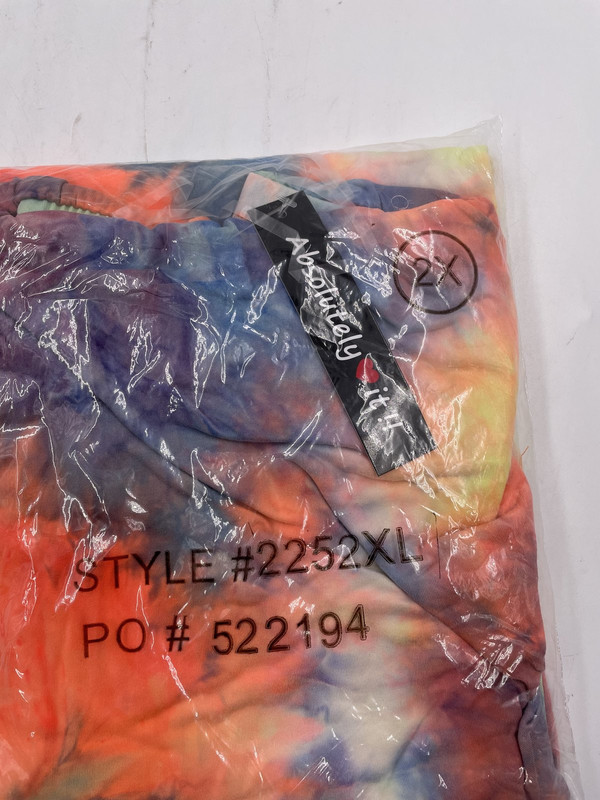 2X
Absolutely ❤ it!!
STYLE #2252XL
PO # 522194